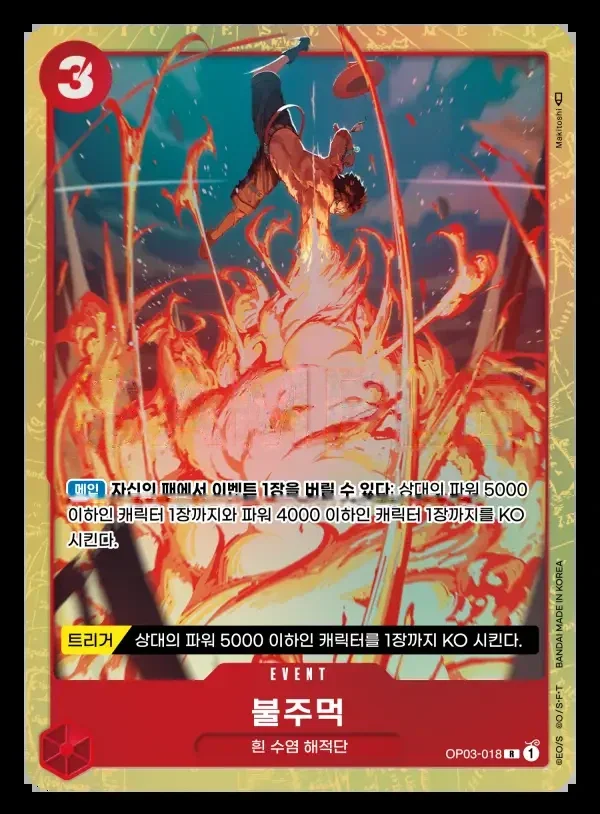 3
Makitoshi
메인 자신의 패에서 이벤트 1장을 버릴 수 있다: 상대의 파워 5000
이하인 캐릭터 1장까지와 파워 4000 이하인 캐릭터 1장까지를 KO
시킨다.
트리거 상대의 파워 5000 이하인 캐릭터를 1장까지 KO 시킨다.
EVENT
불주먹
흰 수염 해적단
OP03-018 R 1
©EO/S ©O/S·F·T BANDAI MADE IN KOREA